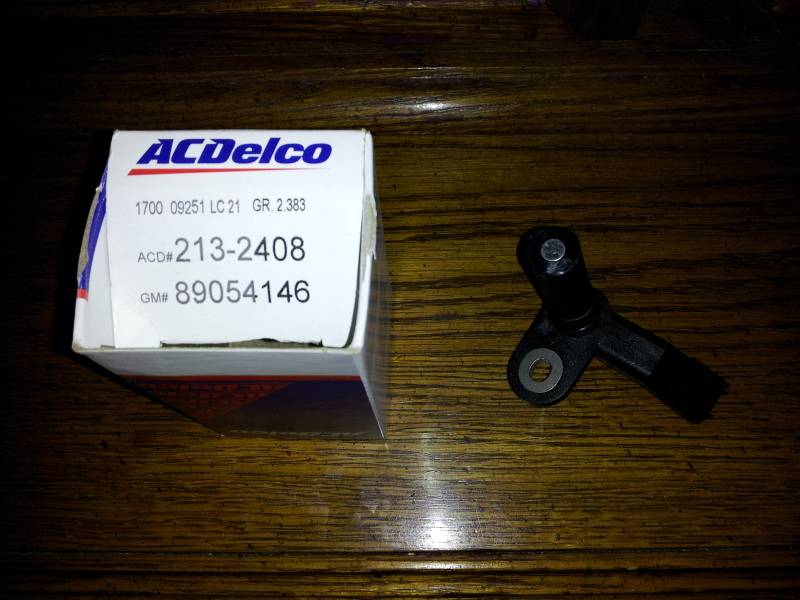 ACDelco
1700 09251 LC 21 GR. 2.383
ACD# 213-2408
GM# 89054146